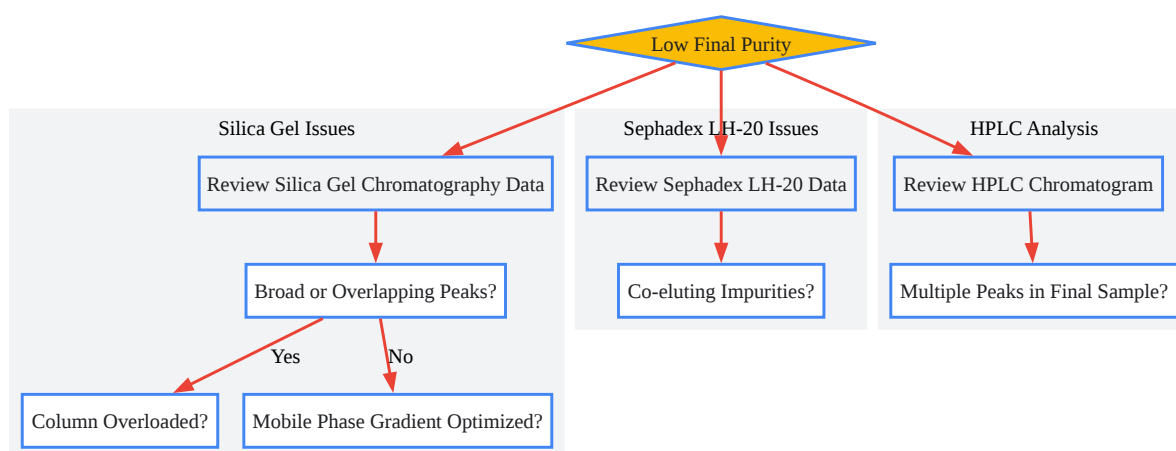 Low Final Purity
Silica Gel Issues
Sephadex LH-20 Issues
HPLC Analysis
Review Silica Gel Chromatography Data
Review Sephadex LH-20 Data
Review HPLC Chromatogram
Broad or Overlapping Peaks?
Co-eluting Impurities?
Multiple Peaks in Final Sample?
Yes
No
Column Overloaded?
Mobile Phase Gradient Optimized?